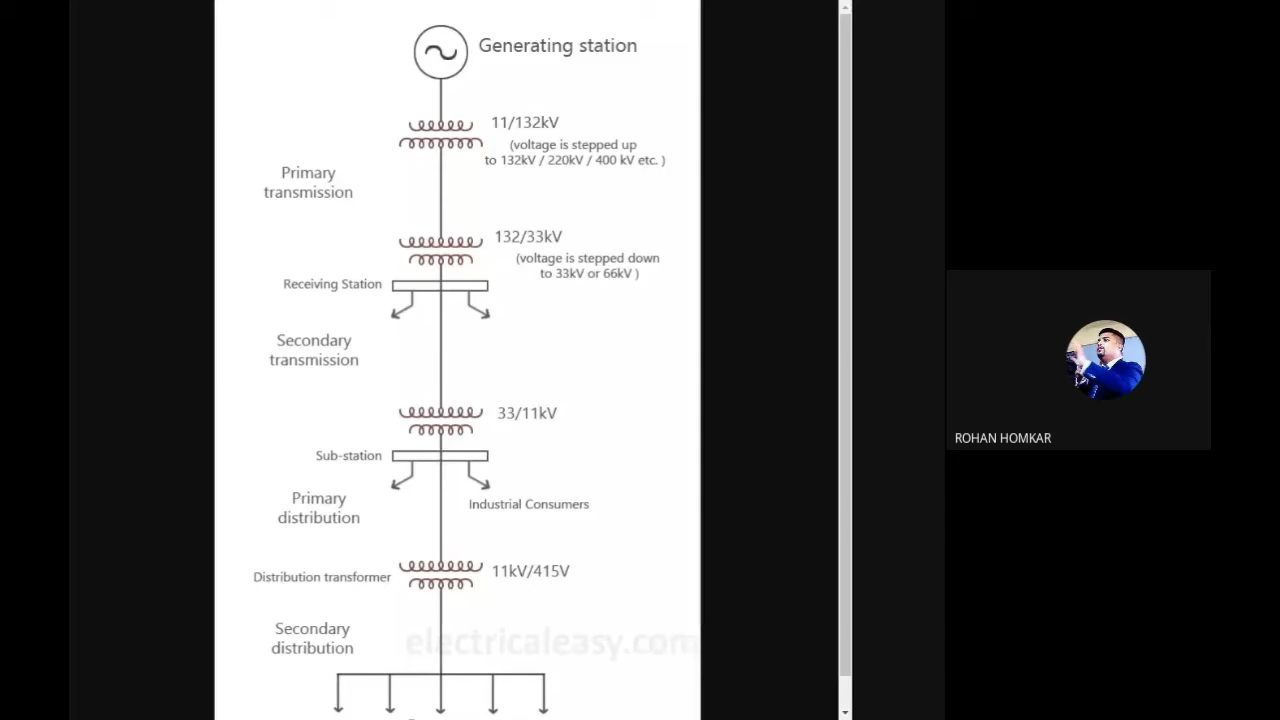 Generating station
11/132kV
(voltage is stepped up
to 132kV / 220kV / 400 kV etc. )
Primary
transmission
132/33kV
(voltage is stepped down
to 33kV or 66kV )
Receiving Station
Secondary
transmission
33/11kV
Sub-station
Primary
distribution
Industrial Consumers
Distribution transformer
11kV/415V
Secondary
distribution
electricaleasy.com
ROHAN HOMKAR